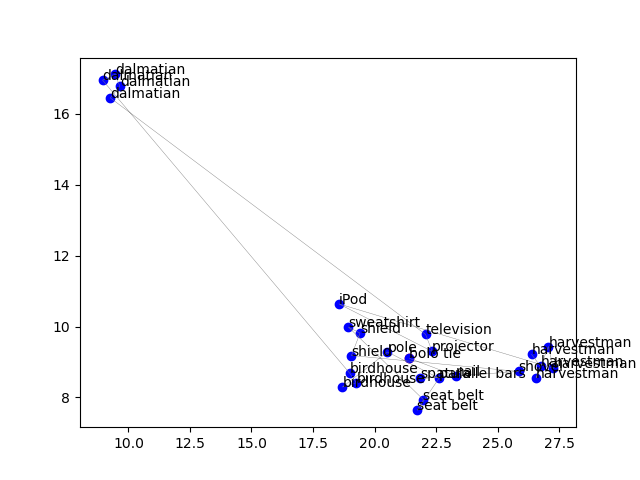 dalmatian
dalmatian
dalmatian
dalmatian
16
14
12
iPod
10
sweatshirt
shield
television
harvestman
pole
projector
harvestman
shield
bolo tie
harvestman
birdhouse
shovel
harvestman
birdhouse
parallel bars
harvestman
birdhouse
8
seat belt
seat belt
10.0 12.5 15.0 17.5 20.0 22.5 25.0 27.5